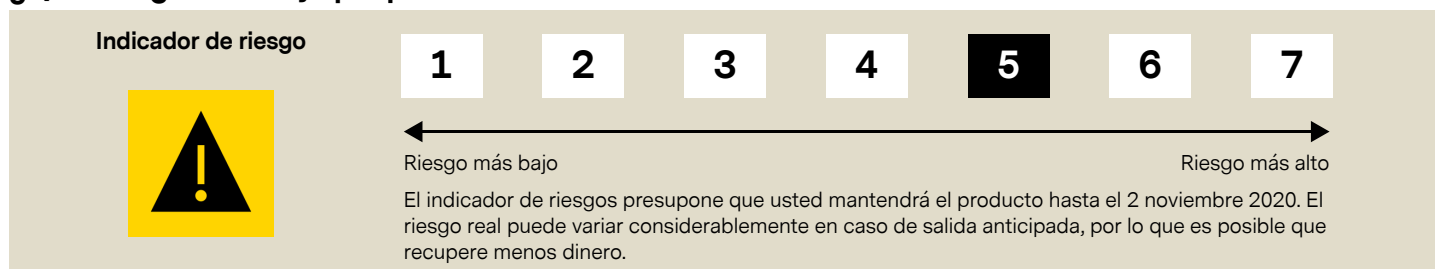 Indicador de riesgo
1 2 3 4 5 6 7
Riesgo más bajo Riesgo más alto
El indicador de riesgos presupone que usted mantendrá el producto hasta el 2 noviembre 2020. El
riesgo real puede variar considerablemente en caso de salida anticipada, por lo que es posible que
recupere menos dinero.